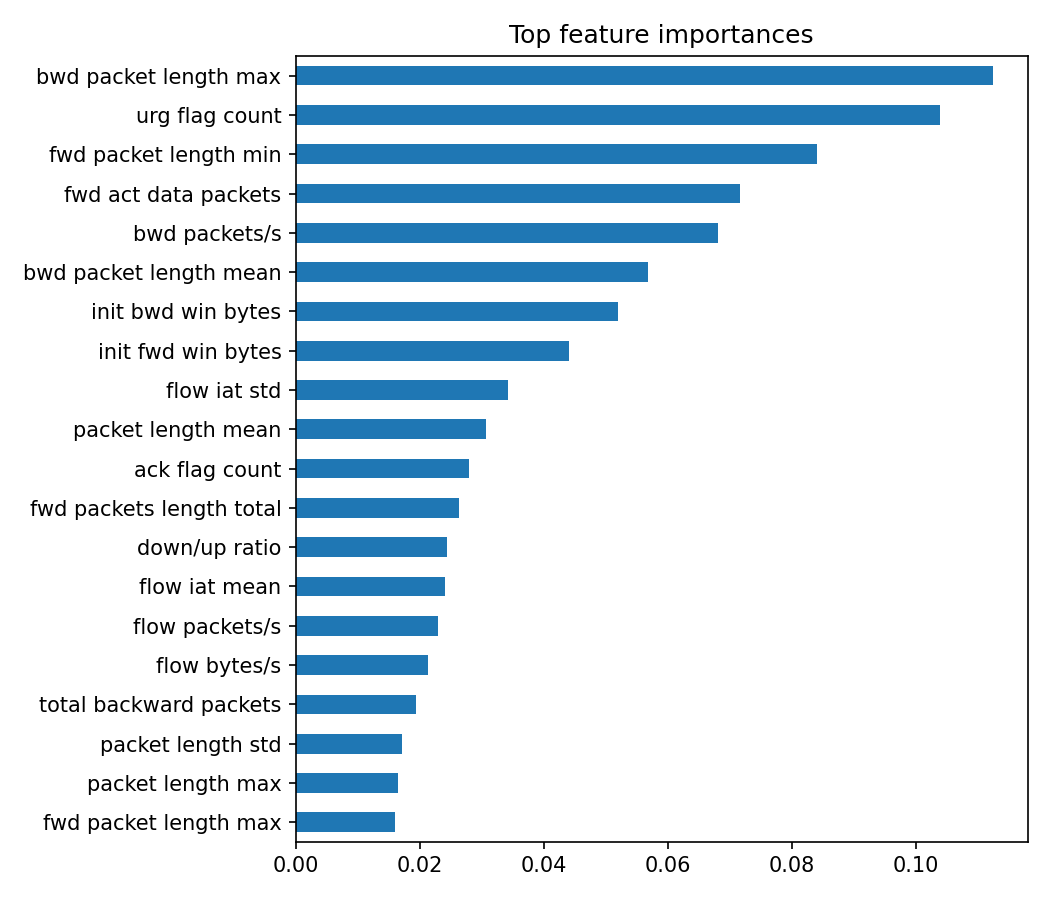 Top feature importances
bwd packet length max
urg flag count
fwd packet length min
fwd act data packets
bwd packets/s
bwd packet length mean
init bwd win bytes
init fwd win bytes
flow iat std
packet length mean
ack flag count
fwd packets length total
down/up ratio
flow iat mean
flow packets/s
flow bytes/s
total backward packets
packet length std
packet length max
fwd packet length max
0.00 0.02 0.04 0.06 0.08 0.10